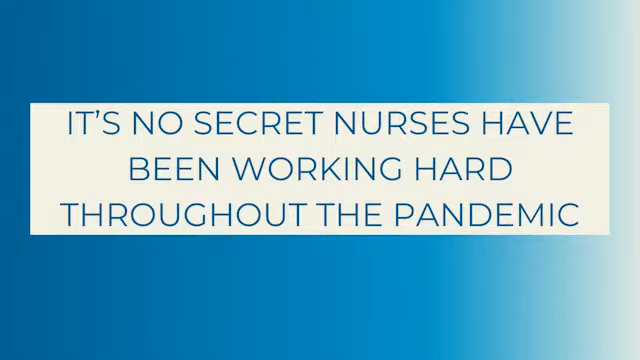 IT’S NO SECRET NURSES HAVE
BEEN WORKING HARD
THROUGHOUT THE PANDEMIC